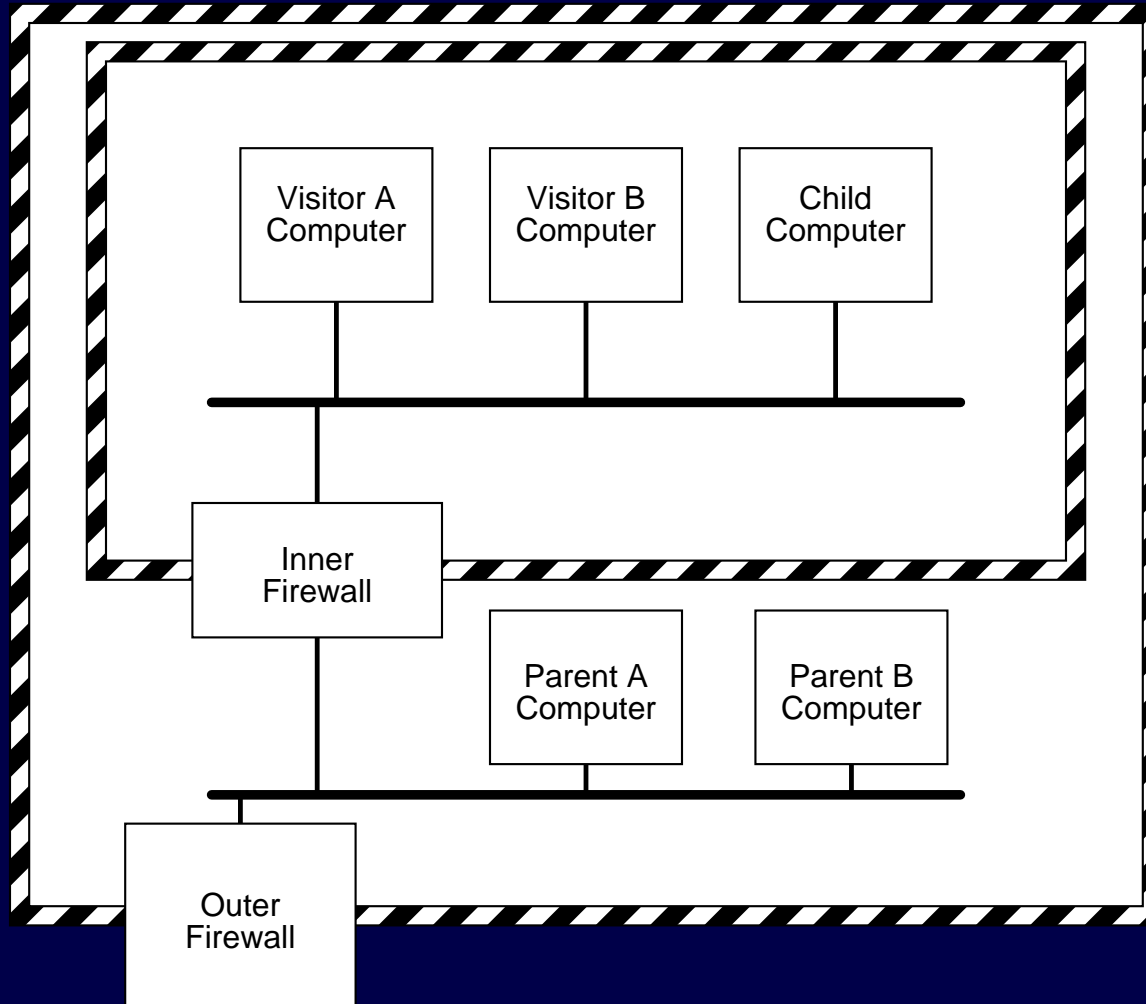 Visitor A
Computer
Visitor B
Computer
Child
Computer
Inner
Firewall
Parent A
Computer
Parent B
Computer
Outer
Firewall